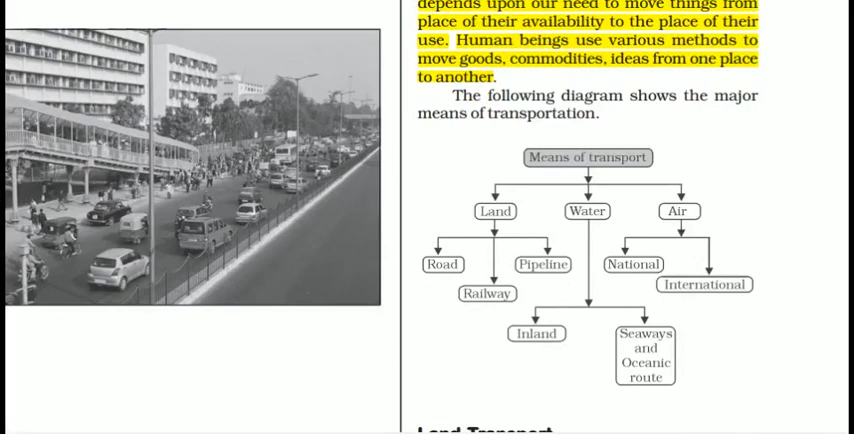 depends upon our need to move things from
place of their availability to the place of their
use. Human beings use various methods to
move goods, commodities, ideas from one place
to another.
The following diagram shows the major
means of transportation.
Means of transport
Land
Water
Air
Road
Pipeline
National
Railway
International
Inland
Seaways
and
Oceanic
route
Land Transport